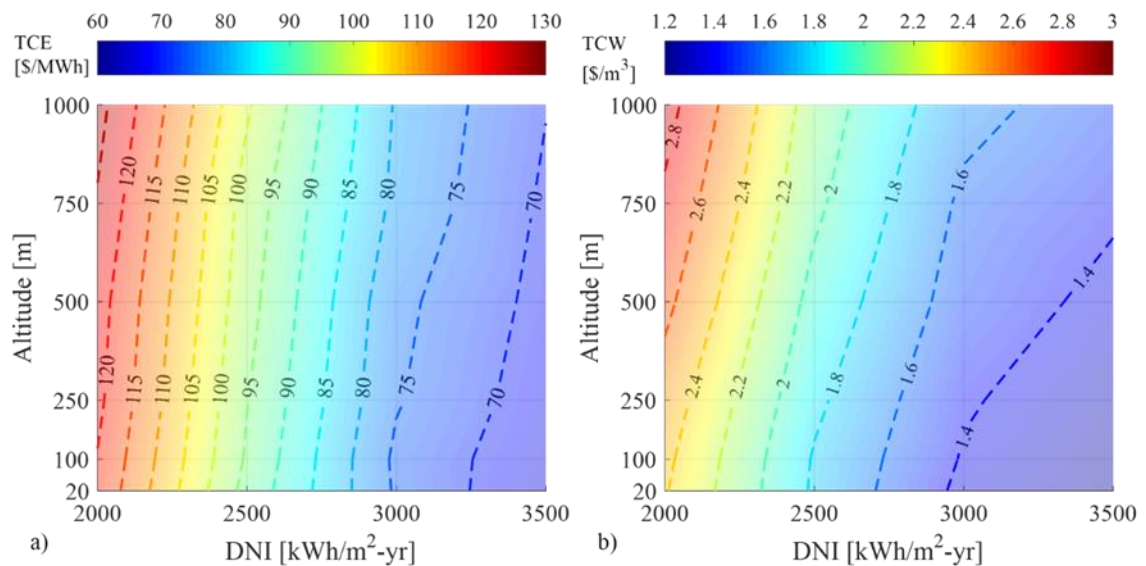 60 70 80 90 100 110 120 130
TCE
[$/MWh]
1000
750
500
250
100
20
Altitude [m]
120 115 110 105 100 95 90 85 80 75 70
120 115 110 105 100 95 90 85 80 75 70
2000 2500 3000 3500
a) DNI [kWh/m²-yr]
1.2 1.4 1.6 1.8 2 2.2 2.4 2.6 2.8 3
TCW
[$/m³]
1000
750
500
250
100
20
Altitude [m]
2.8 2.6 2.4 2.2 2 1.8 1.6 1.4
2.4 2.2 2 1.8 1.6 1.4
2000 2500 3000 3500
b) DNI [kWh/m²-yr]